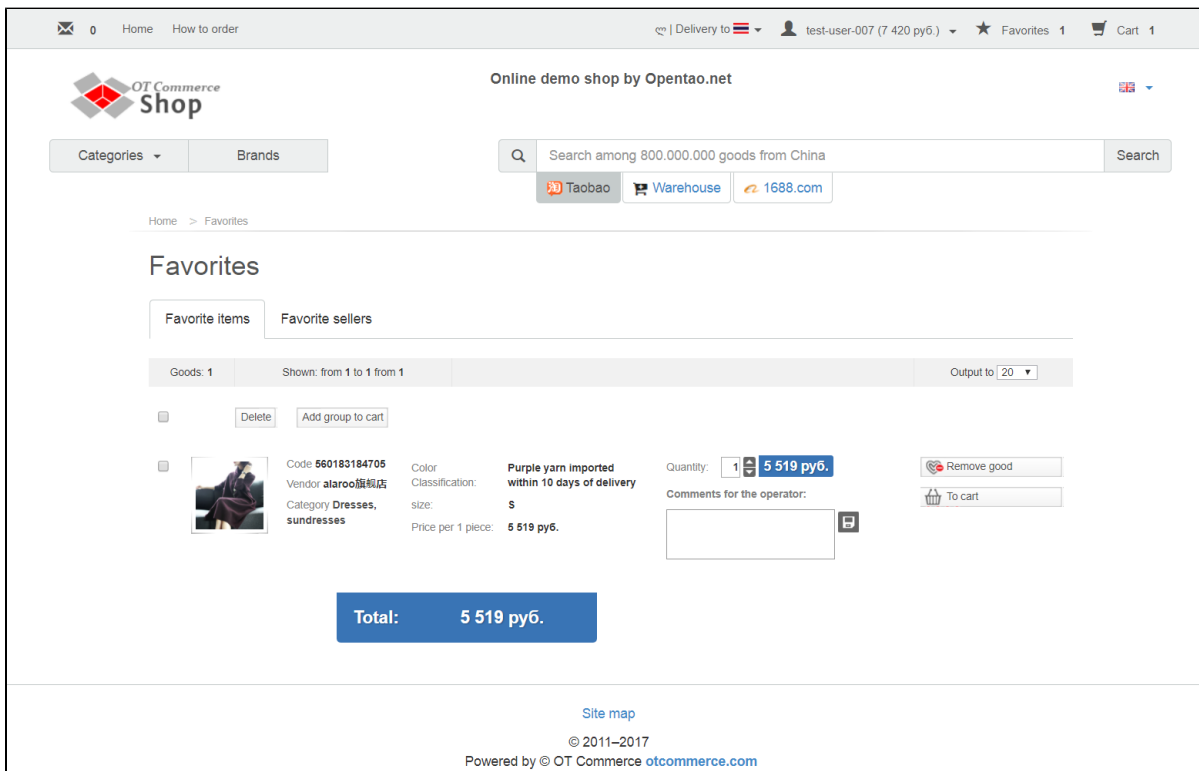 0 Home How to order ლ | Delivery to test-user-007 (7 420 руб.) Favorites 1 Cart 1
OT Commerce
Shop
Online demo shop by Opentao.net
Categories Brands Search among 800.000.000 goods from China Search
Taobao Warehouse 1688.com
Home > Favorites
Favorites
Favorite items Favorite sellers
Goods: 1 Shown: from 1 to 1 from 1 Output to 20
Delete Add group to cart
Code 560183184705
Vendor alaroo旗舰店
Category Dresses,
sundresses
Color
Classification:
Purple yarn imported
within 10 days of delivery
size: S
Price per 1 piece: 5 519 руб.
Quantity: 1 5 519 руб.
Comments for the operator:
Remove good
To cart
Total: 5 519 руб.
Site map
© 2011–2017
Powered by © OT Commerce otcommerce.com